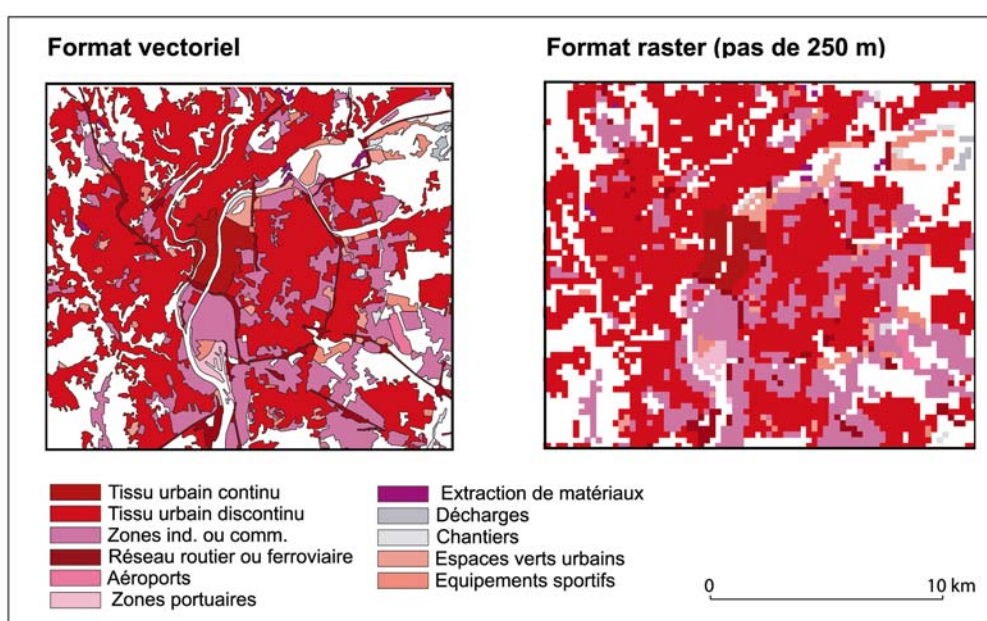 Format vectoriel
Format raster (pas de 250 m)
Tissu urbain continu
Tissu urbain discontinu
Zones ind. ou comm.
Réseau routier ou ferroviaire
Aéroports
Zones portuaires
Extraction de matériaux
Décharges
Chantiers
Espaces verts urbains
Equipements sportifs
0 10 km